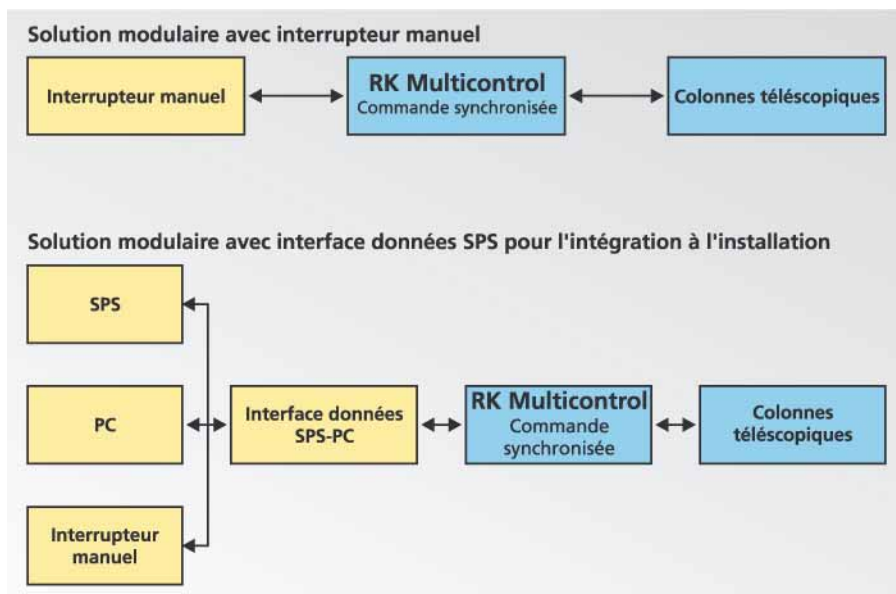 Solution modulaire avec interrupteur manuel
Interrupteur manuel
RK Multicontrol
Commande synchronisée
Colonnes téléscopiques
Solution modulaire avec interface données SPS pour l'intégration à l'installation
SPS
PC
Interrupteur
manuel
Interface données
SPS-PC
RK Multicontrol
Commande
synchronisée
Colonnes
téléscopiques